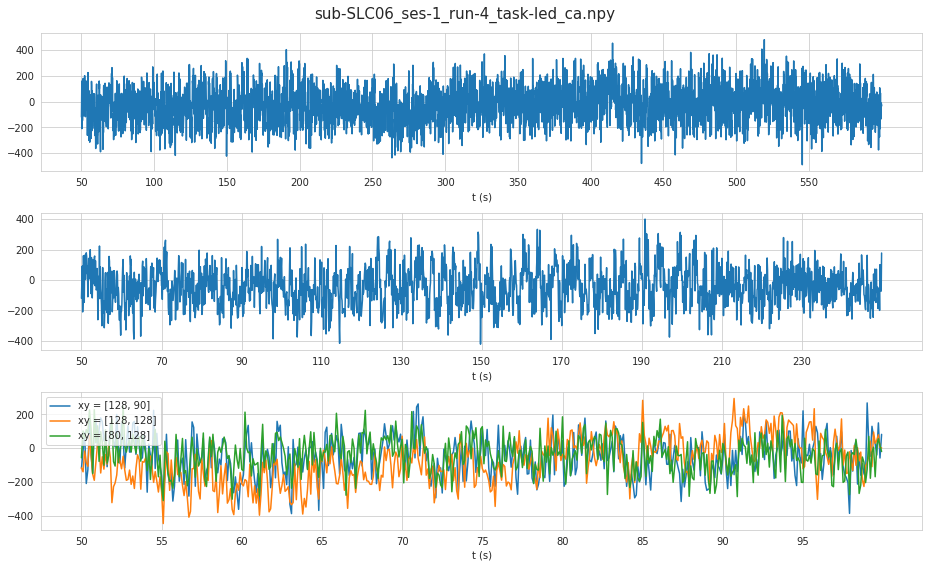 sub-SLC06_ses-1_run-4_task-led_ca.npy
400
200
0
−200
−400
50 100 150 200 250 300 350 400 450 500 550
t (s)
400
200
0
−200
−400
50 70 90 110 130 150 170 190 210 230
t (s)
xy = [128, 90]
xy = [128, 128]
xy = [80, 128]
200
0
−200
−400
50 55 60 65 70 75 80 85 90 95
t (s)